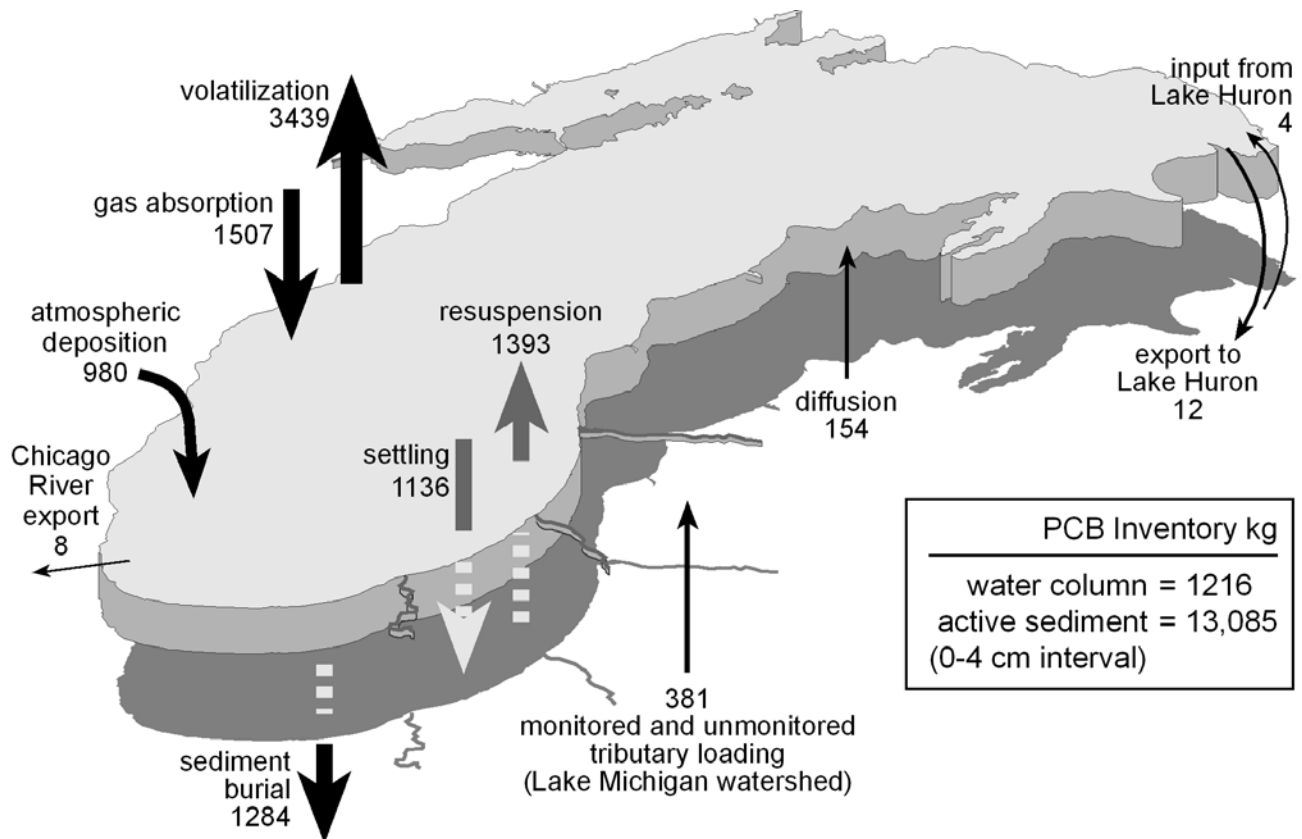 volatilization
3439
gas absorption
1507
atmospheric
deposition
980
Chicago
River
export
8
resuspension
1393
settling
1136
input from
Lake Huron
4
export to
Lake Huron
12
diffusion
154
381
monitored and unmonitored
tributary loading
(Lake Michigan watershed)
sediment
burial
1284
PCB Inventory kg
water column = 1216
active sediment = 13,085
(0-4 cm interval)